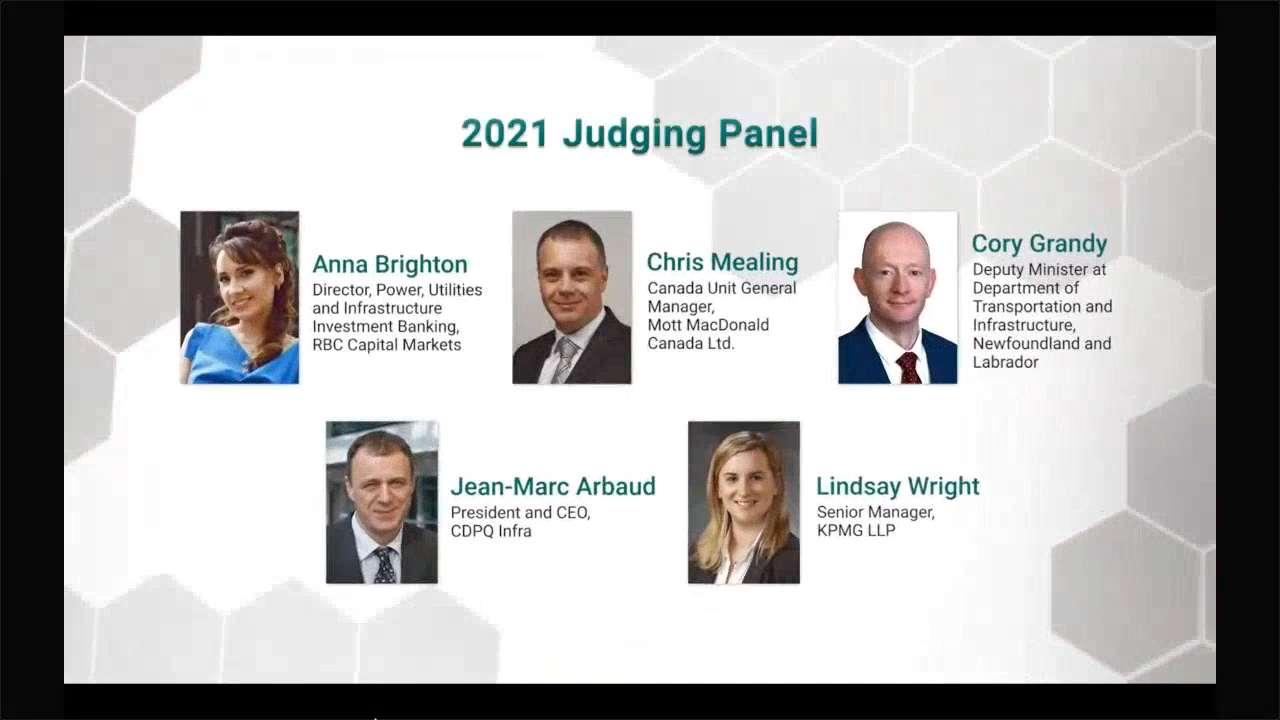 2021 Judging Panel
Anna Brighton
Director, Power, Utilities
and Infrastructure
Investment Banking,
RBC Capital Markets
Chris Mealing
Canada Unit General
Manager,
Mott MacDonald
Canada Ltd.
Cory Grandy
Deputy Minister at
Department of
Transportation and
Infrastructure,
Newfoundland and
Labrador
Jean-Marc Arbaud
President and CEO,
CDPQ Infra
Lindsay Wright
Senior Manager,
KPMG LLP